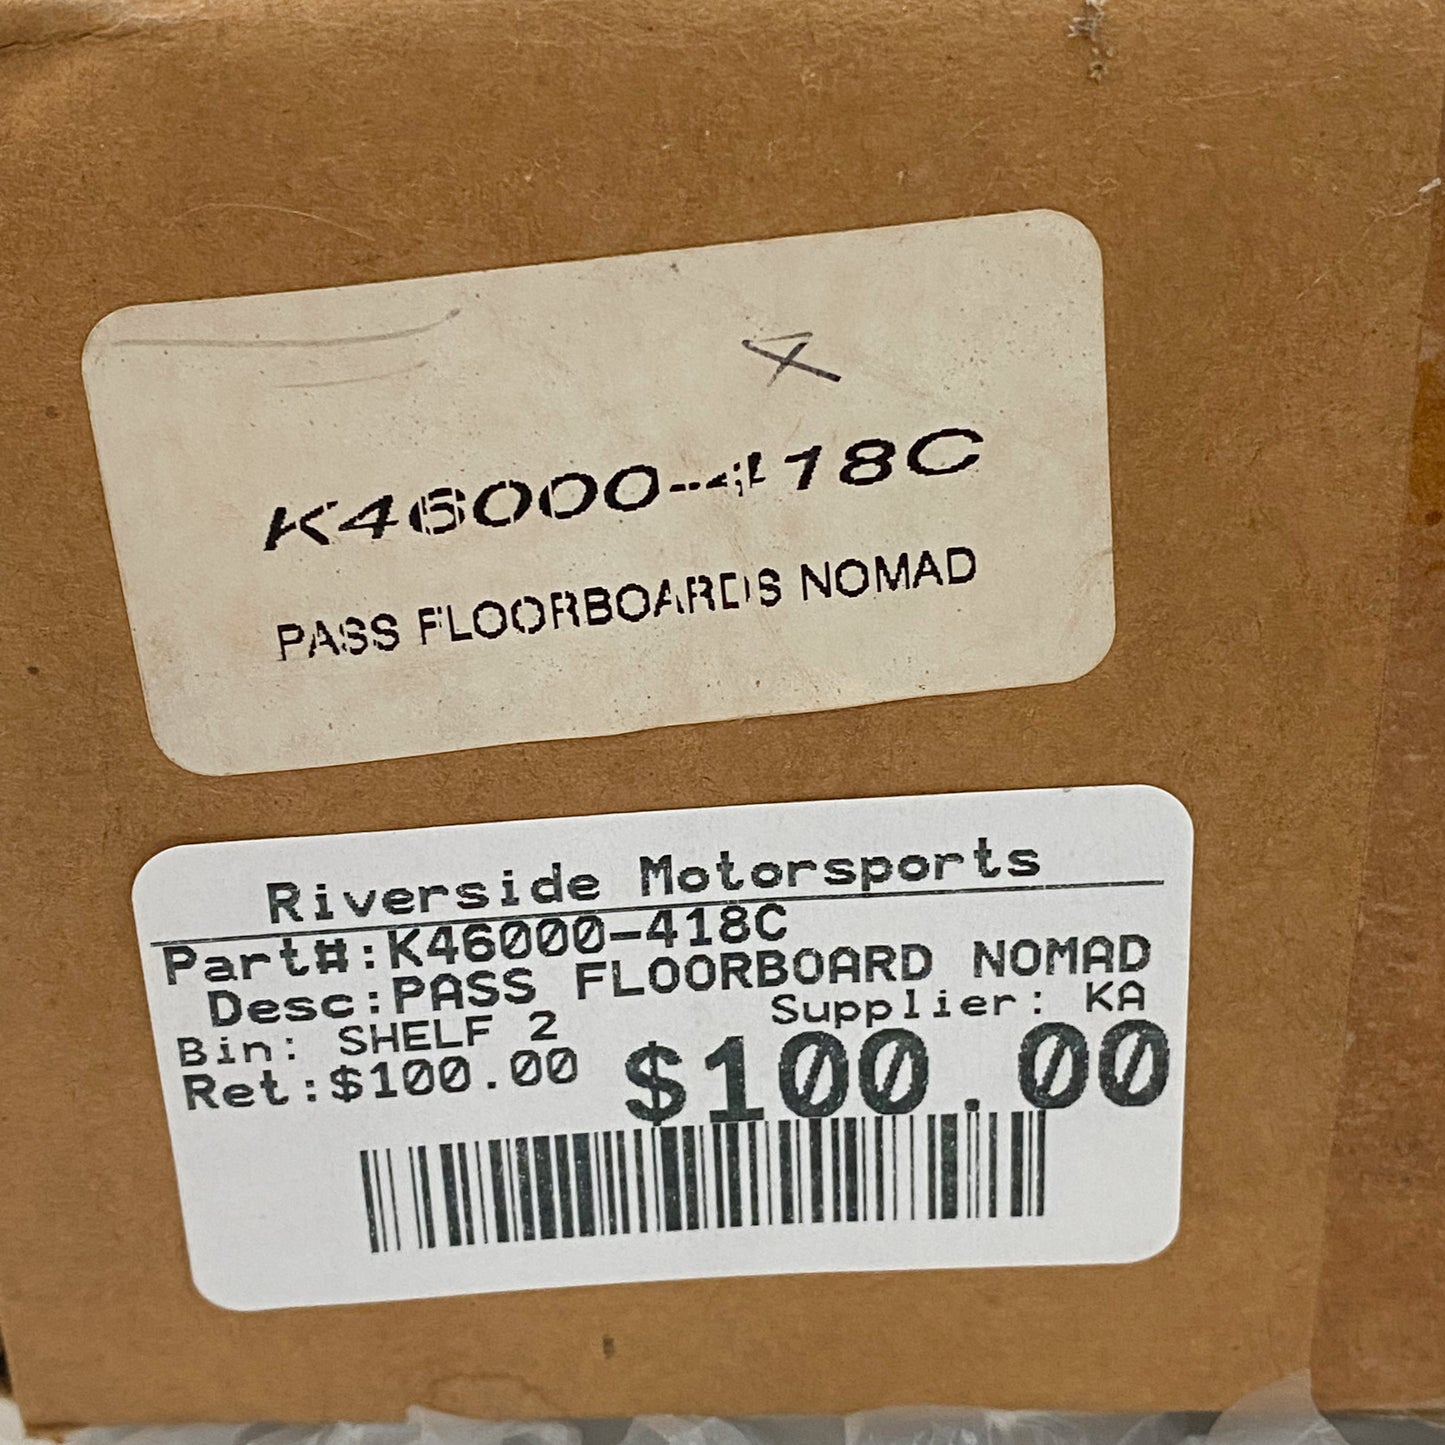 K46000-418C
PASS FLOORBOARDS NOMAD
Riverside Motorsports
Part#:K46000-418C
Desc:PASS FLOORBOARD NOMAD
Supplier: KA
Bin: SHELF 2
Ret:$100.00
$100.00